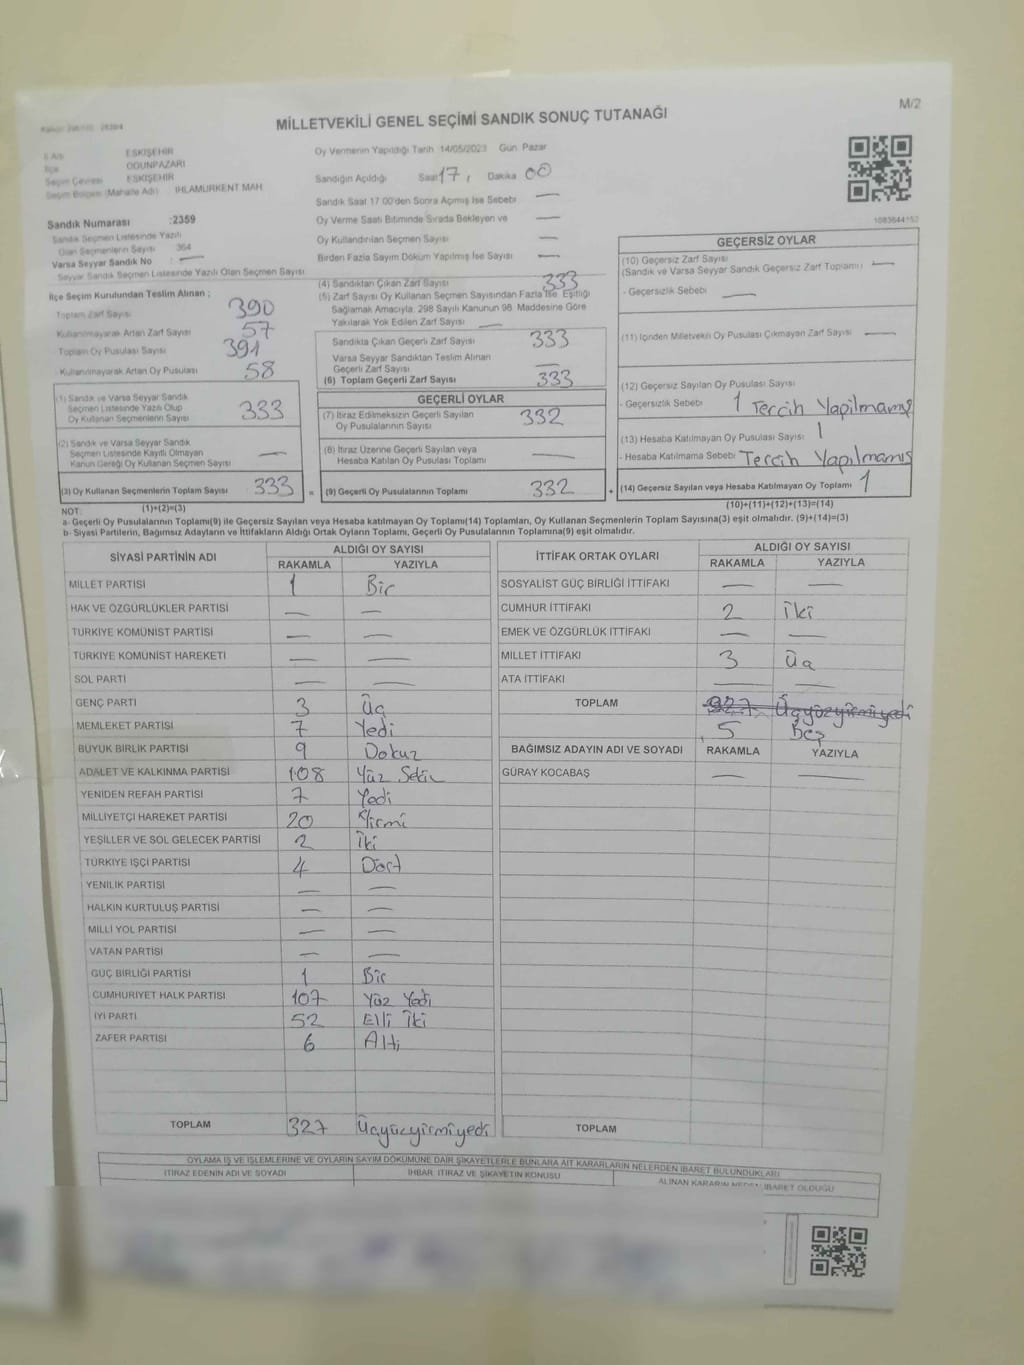 M/2
MİLLETVEKİLİ GENEL SEÇİMİ SANDIK SONUÇ TUTANAĞI
İl Adı ESKİŞEHİR
İlçe ODUNPAZARI
Seçim Çevresi ESKİŞEHİR
Seçim Bölgesi (Mahalle Adı) IHLAMURKENT MAH
Sandık Numarası :2359
Sandık Seçmen Listesinde Yazılı
Olan Seçmenlerin Sayısı 364
Varsa Seyyar Sandık No : —
Seyyar Sandık Seçmen Listesinde Yazılı Olan Seçmen Sayısı
Oy Vermenin Yapıldığı Tarih 14/05/2023 Gün Pazar
Sandığın Açıldığı Saat 17, Dakika 00
Sandık Saat 17.00'den Sonra Açılmış İse Sebebi —
Oy Verme Saati Bitiminde Sırada Bekleyen ve —
Oy Kullandırılan Seçmen Sayısı —
Birden Fazla Sayım Döküm Yapılmış İse Sayısı —
1083644152
İlçe Seçim Kurulundan Teslim Alınan :
Toplam Zarf Sayısı 390
Kullanılmayarak Artan Zarf Sayısı 57
Toplam Oy Pusulası Sayısı 391
Kullanılmayarak Artan Oy Pusulası 58
(1) Sandık ve Varsa Seyyar Sandık
Seçmen Listesinde Yazılı Olup
Oy Kullanan Seçmenlerin Sayısı 333
(2) Sandık ve Varsa Seyyar Sandık
Seçmen Listesinde Kayıtlı Olmayan
Kanun Gereği Oy Kullanan Seçmen Sayısı —
(3) Oy Kullanan Seçmenlerin Toplam Sayısı 333
(1)+(2)=(3)
(4) Sandıktan Çıkan Zarf Sayısı 333
(5) Zarf Sayısı Oy Kullanan Seçmen Sayısından Fazla İse, Eşitliği
Sağlamak Amacıyla, 298 Sayılı Kanunun 98. Maddesine Göre
Yakılarak Yok Edilen Zarf Sayısı —
Sandıkta Çıkan Geçerli Zarf Sayısı 333
Varsa Seyyar Sandıktan Teslim Alınan
Geçerli Zarf Sayısı —
(6) Toplam Geçerli Zarf Sayısı 333
GEÇERLİ OYLAR
(7) İtiraz Edilmeksizin Geçerli Sayılan
Oy Pusulalarının Sayısı 332
(8) İtiraz Üzerine Geçerli Sayılan veya
Hesaba Katılan Oy Pusulası Toplamı —
= (9) Geçerli Oy Pusulalarının Toplamı 332 +
GEÇERSİZ OYLAR
(10) Geçersiz Zarf Sayısı
(Sandık ve Varsa Seyyar Sandık Geçersiz Zarf Toplamı) —
- Geçersizlik Sebebi —
(11) İçinden Milletvekili Oy Pusulası Çıkmayan Zarf Sayısı —
(12) Geçersiz Sayılan Oy Pusulası Sayısı
- Geçersizlik Sebebi 1 Tercih Yapılmamış
(13) Hesaba Katılmayan Oy Pusulası Sayısı 1
- Hesaba Katılmama Sebebi Tercih Yapılmamış
(14) Geçersiz Sayılan veya Hesaba Katılmayan Oy Toplamı 1
(10)+(11)+(12)+(13)=(14)
NOT:
a- Geçerli Oy Pusulalarının Toplamı(9) ile Geçersiz Sayılan veya Hesaba katılmayan Oy Toplamı(14) Toplamları, Oy Kullanan Seçmenlerin Toplam Sayısına(3) eşit olmalıdır. (9)+(14)=(3)
b- Siyasi Partilerin, Bağımsız Adayların ve İttifakların Aldığı Ortak Oyların Toplamı, Geçerli Oy Pusulalarının Toplamına(9) eşit olmalıdır.
SİYASİ PARTİNİN ADI ALDIĞI OY SAYISI
RAKAMLA YAZIYLA
MİLLET PARTİSİ 1 Bir
HAK VE ÖZGÜRLÜKLER PARTİSİ — —
TÜRKİYE KOMÜNİST PARTİSİ — —
TÜRKİYE KOMÜNİST HAREKETİ — —
SOL PARTİ — —
GENÇ PARTİ 3 Üç
MEMLEKET PARTİSİ 7 Yedi
BÜYÜK BİRLİK PARTİSİ 9 Dokuz
ADALET VE KALKINMA PARTİSİ 108 Yüz Sekiz
YENİDEN REFAH PARTİSİ 7 Yedi
MİLLİYETÇİ HAREKET PARTİSİ 20 Yirmi
YEŞİLLER VE SOL GELECEK PARTİSİ 2 İki
TÜRKİYE İŞÇİ PARTİSİ 4 Dört
YENİLİK PARTİSİ — —
HALKIN KURTULUŞ PARTİSİ — —
MİLLİ YOL PARTİSİ — —
VATAN PARTİSİ — —
GÜÇ BİRLİĞİ PARTİSİ 1 Bir
CUMHURİYET HALK PARTİSİ 107 Yüz Yedi
İYİ PARTİ 52 Elli İki
ZAFER PARTİSİ 6 Altı
TOPLAM 327 Üçyüzyirmiyedi
İTTİFAK ORTAK OYLARI ALDIĞI OY SAYISI
RAKAMLA YAZIYLA
SOSYALİST GÜÇ BİRLİĞİ İTTİFAKI — —
CUMHUR İTTİFAKI 2 İki
EMEK VE ÖZGÜRLÜK İTTİFAKI — —
MİLLET İTTİFAKI 3 Üç
ATA İTTİFAKI — —
TOPLAM 327 Üçyüzyirmiyedi
5 Beş
BAĞIMSIZ ADAYIN ADI VE SOYADI RAKAMLA YAZIYLA
GÜRAY KOCABAŞ — —
TOPLAM
OYLAMA İŞ VE İŞLEMLERİNE VE OYLARIN SAYIM DÖKÜMÜNE DAİR ŞİKAYETLERLE BUNLARA AİT KARARLARIN NELERDEN İBARET BULUNDUKLARI
İTİRAZ EDENİN ADI VE SOYADI İHBAR, İTİRAZ VE ŞİKAYETİN KONUSU ALINAN KARARIN NEDEN İBARET OLDUĞU